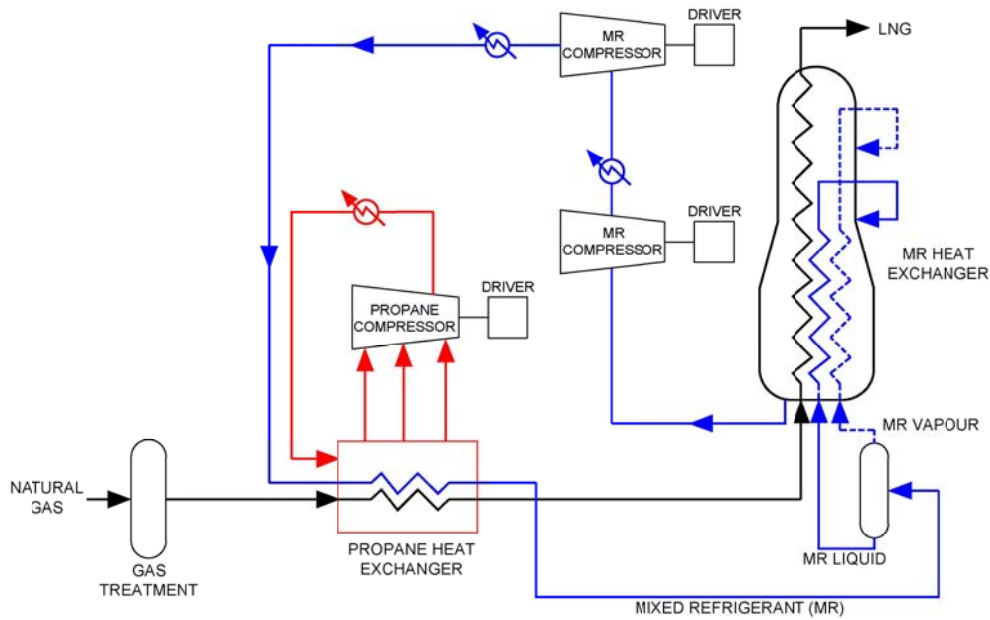 DRIVER
LNG
MR
COMPRESSOR
DRIVER
MR
COMPRESSOR
MR HEAT
EXCHANGER
DRIVER
PROPANE
COMPRESSOR
MR VAPOUR
NATURAL
GAS
PROPANE HEAT
EXCHANGER
MR LIQUID
GAS
TREATMENT
MIXED REFRIGERANT (MR)